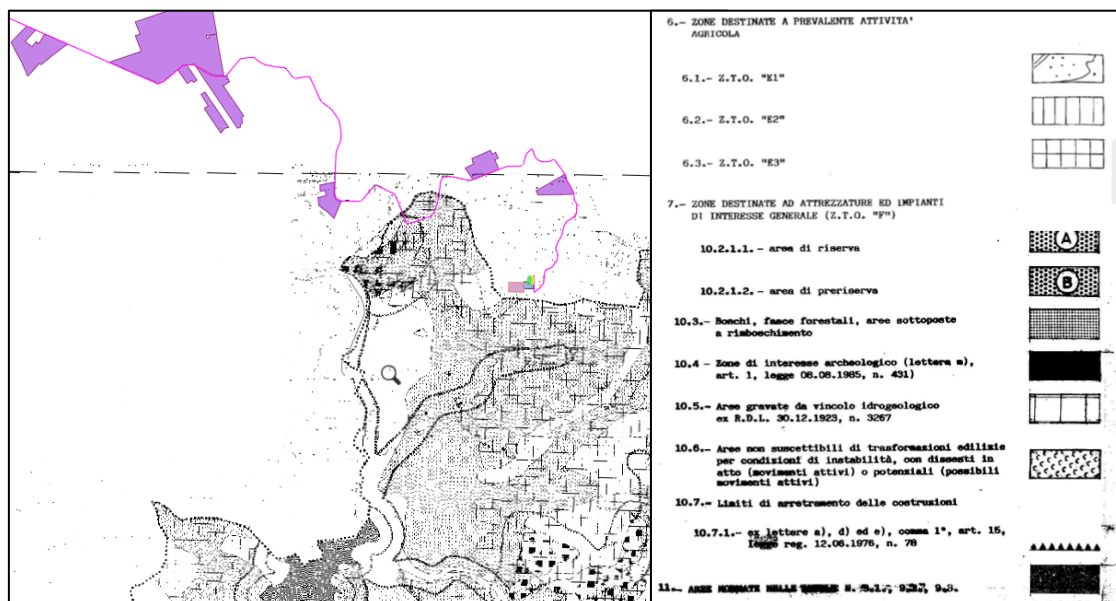 6.- ZONE DESTINATE A PREVALENTE ATTIVITA'
AGRICOLA
6.1.- Z.T.O. "E1"
6.2.- Z.T.O. "E2"
6.3.- Z.T.O. "E3"
7.- ZONE DESTINATE AD ATTREZZATURE ED IMPIANTI
DI INTERESSE GENERALE (Z.T.O. "F")
10.2.1.1.- area di riserva
A
10.2.1.2.- area di preriserva
B
10.3.- Boschi, fasce forestali, aree sottoposte
a rimboschimento
10.4 - Zone di interesse archeologico (lettera m),
art. 1, legge 08.08.1985, n. 431)
10.5.- Aree gravate da vincolo idrogeologico
ex R.D.L. 30.12.1923, n. 3267
10.6.- Aree non suscettibili di trasformazioni edilizie
per condizioni di instabilità, con dissesti in
atto (movimenti attivi) o potenziali (possibili
movimenti attivi)
10.7.- Limiti di arretramento delle costruzioni
10.7.1- ex lettere a), d) ed e), comma 1°, art. 15,
legge reg. 12.06.1976, n. 78
11.- AREE NORMATE NELLE N. 9.3.